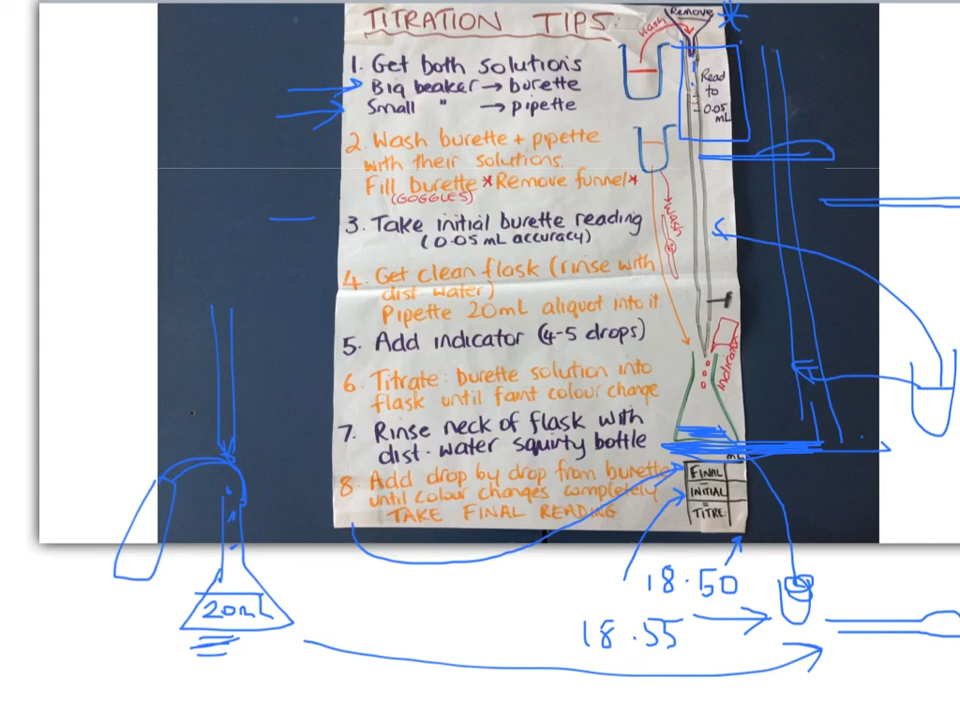 TITRATION TIPS:
1. Get both solutions
Big beaker → burette
Small " → pipette
2. Wash burette + pipette
with their solutions.
Fill burette *Remove funnel*
(GOGGLES)
3. Take initial burette reading
(0.05 mL accuracy)
4. Get clean flask (rinse with
dist. water)
Pipette 20mL aliquot into it.
5. Add indicator (4-5 drops)
6. Titrate: burette solution into
flask until faint colour change
7. Rinse neck of flask with
dist. water squirty bottle
8. Add drop by drop from burette
until colour changes completely
TAKE FINAL READING
Wash
Remove
Read
to
0.05
mL
Wash
Indicator
mL
FINAL
INITIAL
TITRE
20mL
18.50
18.55